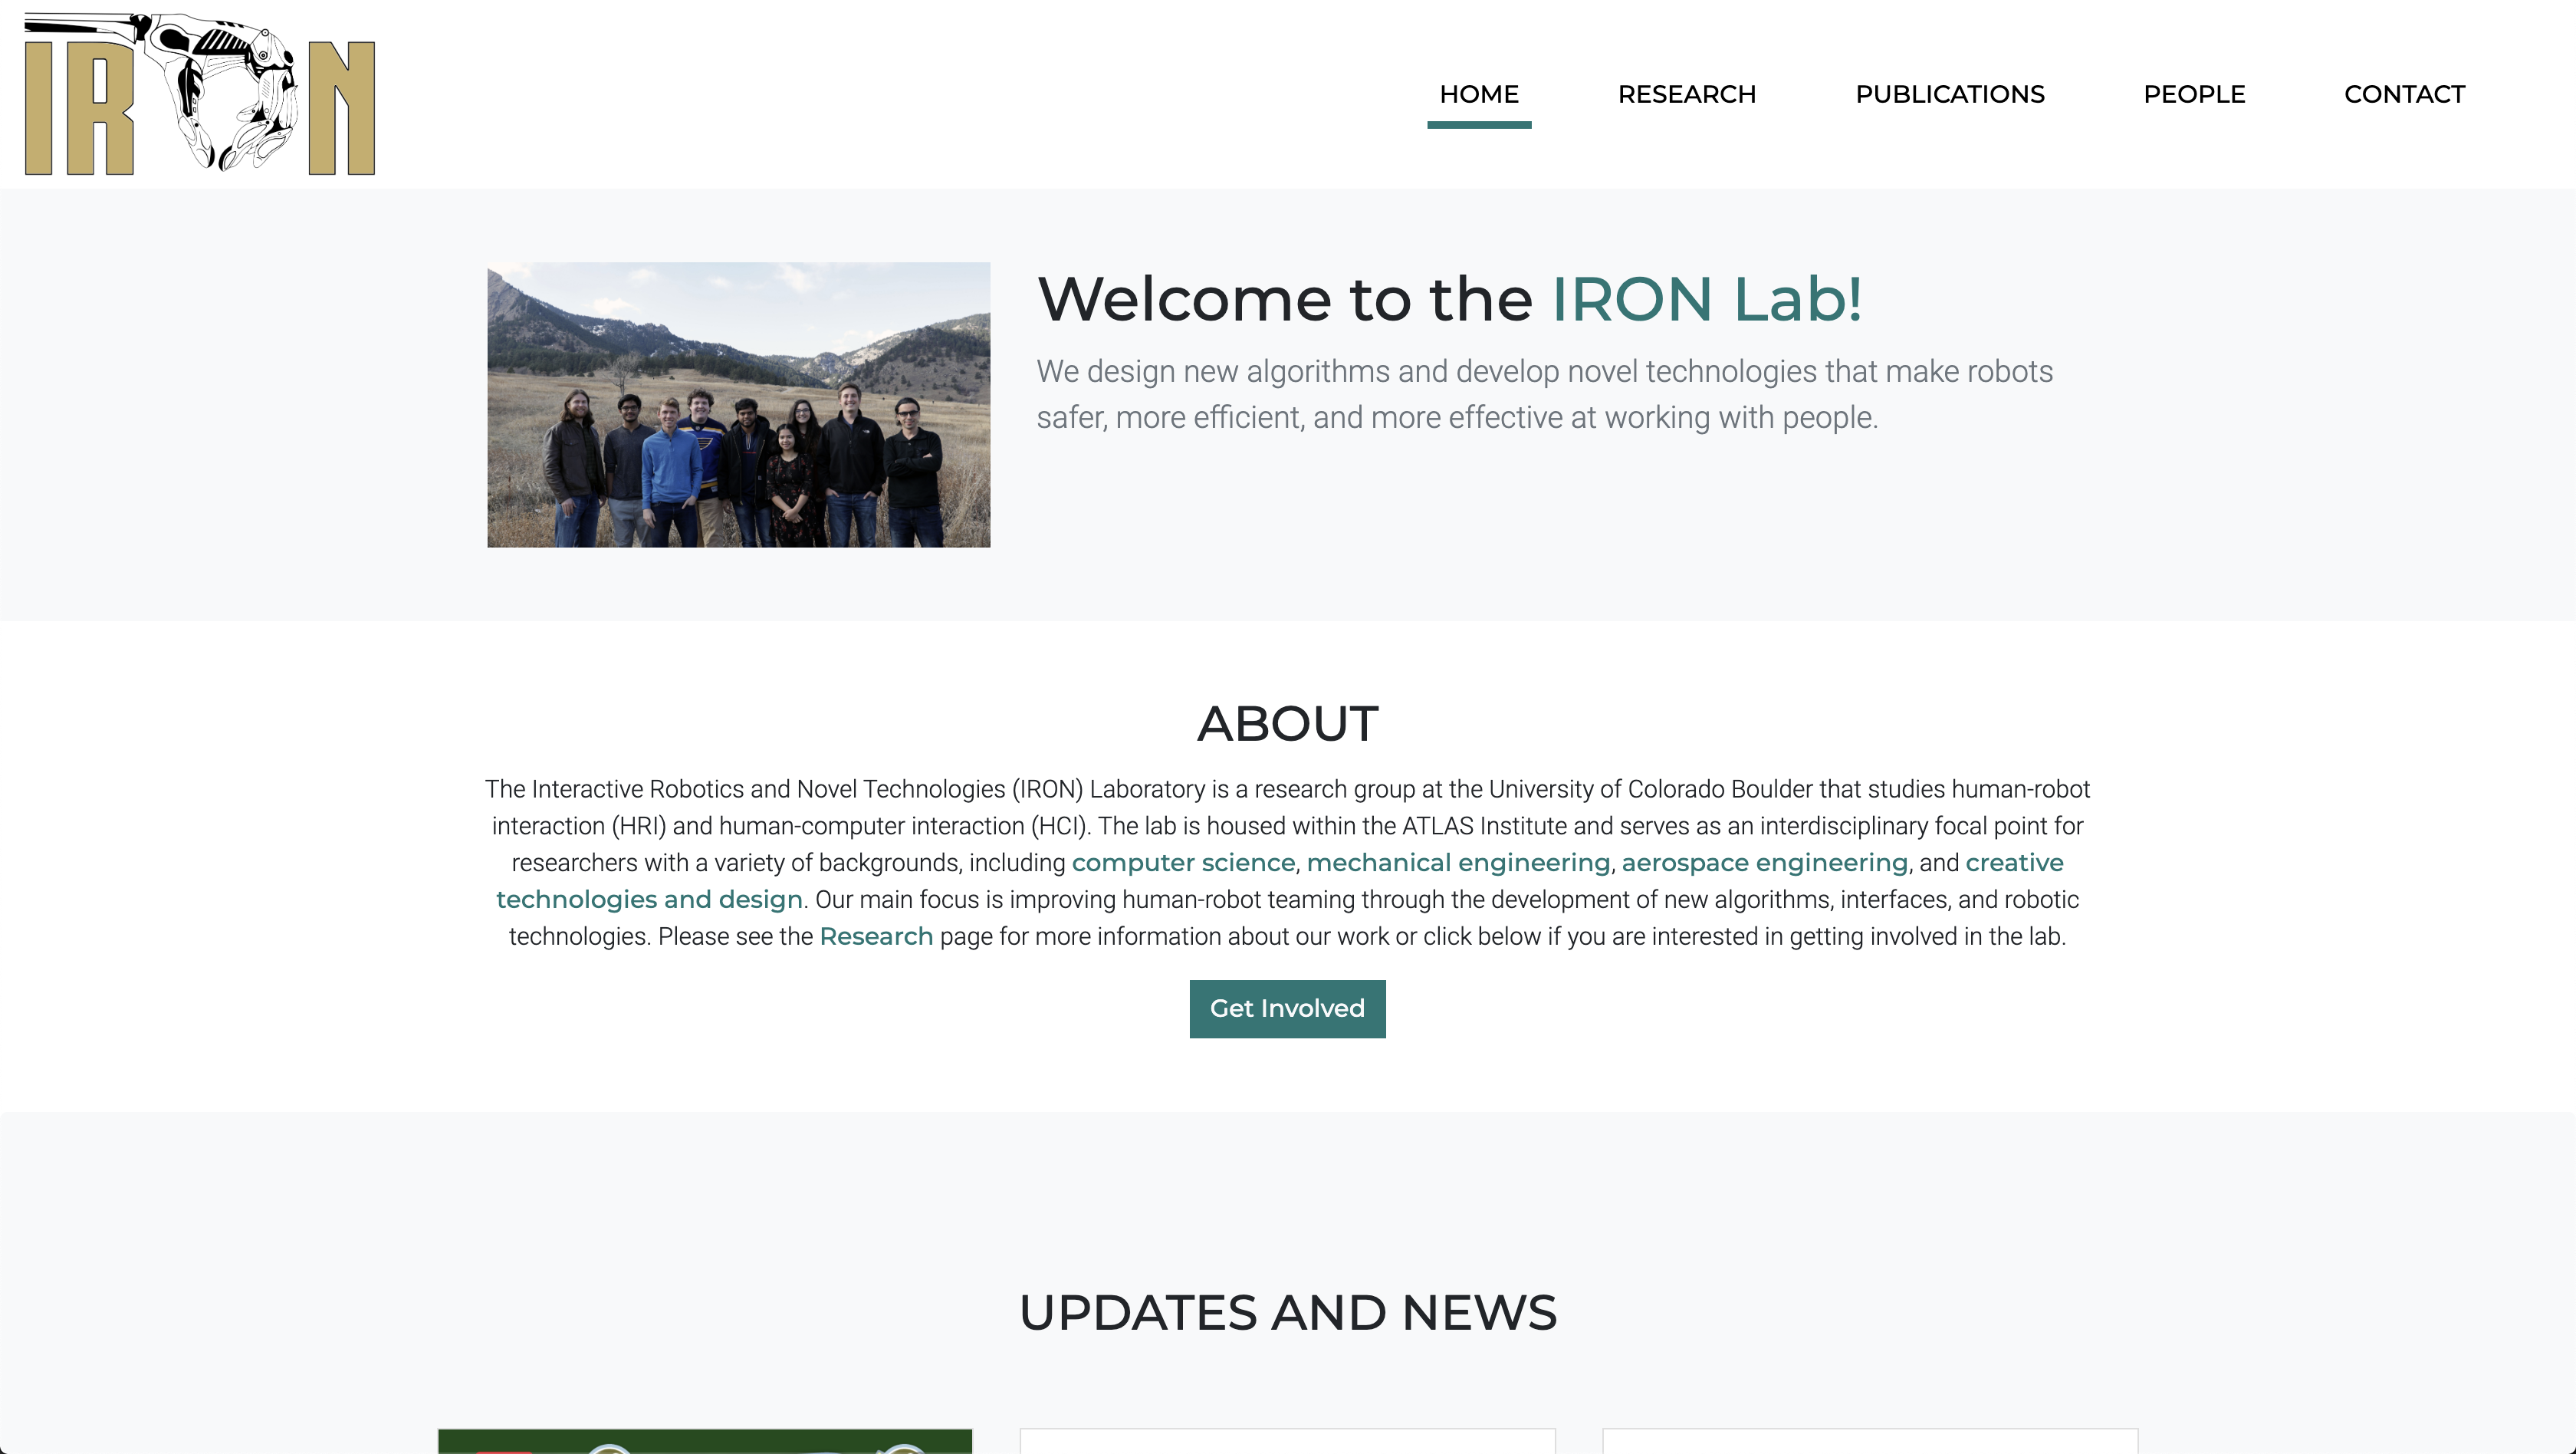 IRON
HOME
RESEARCH
PUBLICATIONS
PEOPLE
CONTACT
Welcome to the IRON Lab!
We design new algorithms and develop novel technologies that make robots
safer, more efficient, and more effective at working with people.
ABOUT
The Interactive Robotics and Novel Technologies (IRON) Laboratory is a research group at the University of Colorado Boulder that studies human-robot
interaction (HRI) and human-computer interaction (HCI). The lab is housed within the ATLAS Institute and serves as an interdisciplinary focal point for
researchers with a variety of backgrounds, including computer science, mechanical engineering, aerospace engineering, and creative
technologies and design. Our main focus is improving human-robot teaming through the development of new algorithms, interfaces, and robotic
technologies. Please see the Research page for more information about our work or click below if you are interested in getting involved in the lab.
Get Involved
UPDATES AND NEWS